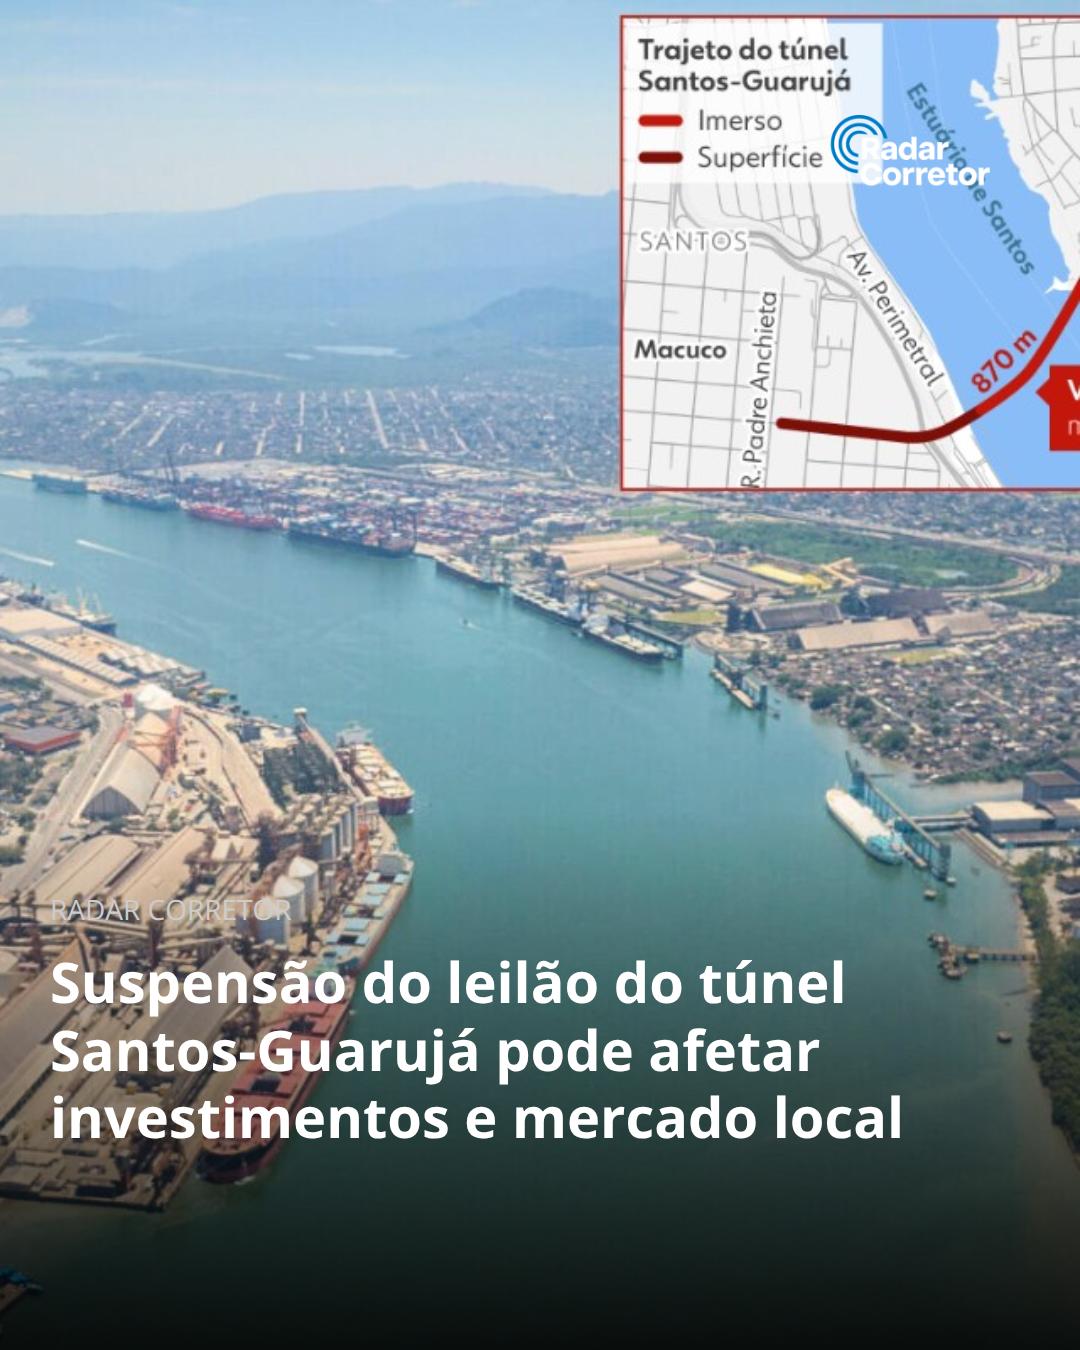 Trajeto do túnel
Santos-Guarujá
Imerso
Superfície
Radar
Corretor
Estuário de Santos
SANTOS
Av. Perimetral
Macuco
R. Padre Anchieta
870 m
RADAR CORRETOR
Suspensão do leilão do túnel
Santos-Guarujá pode afetar
investimentos e mercado local